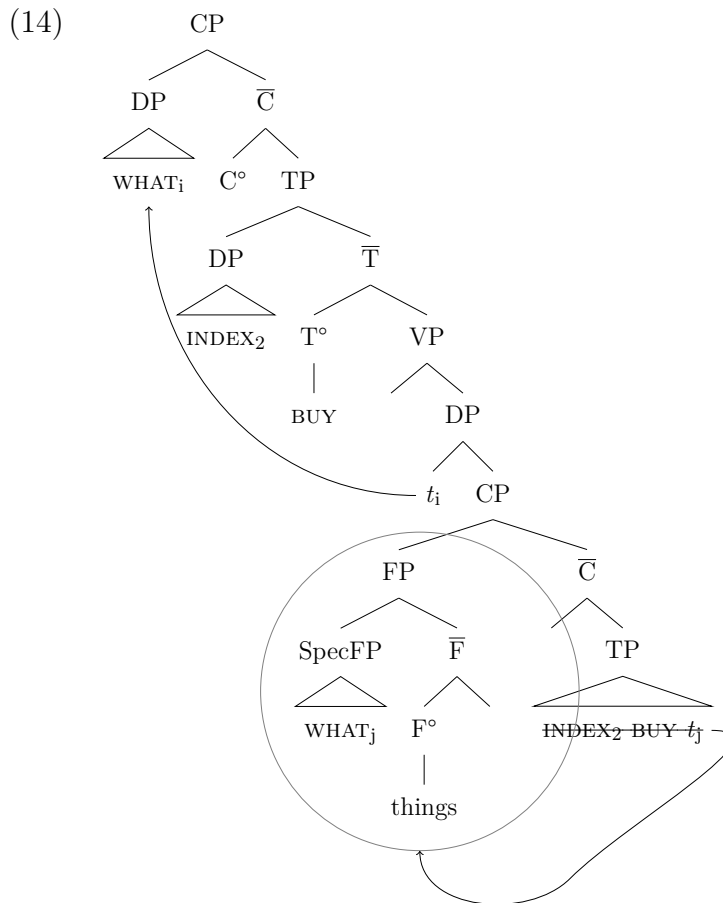 (14)
CP
DP C̅
WHATi C° TP
DP T̅
INDEX2 T° VP
BUY DP
ti CP
FP C̅
SpecFP F̅ TP
WHATj F° INDEX2 BUY tj
things